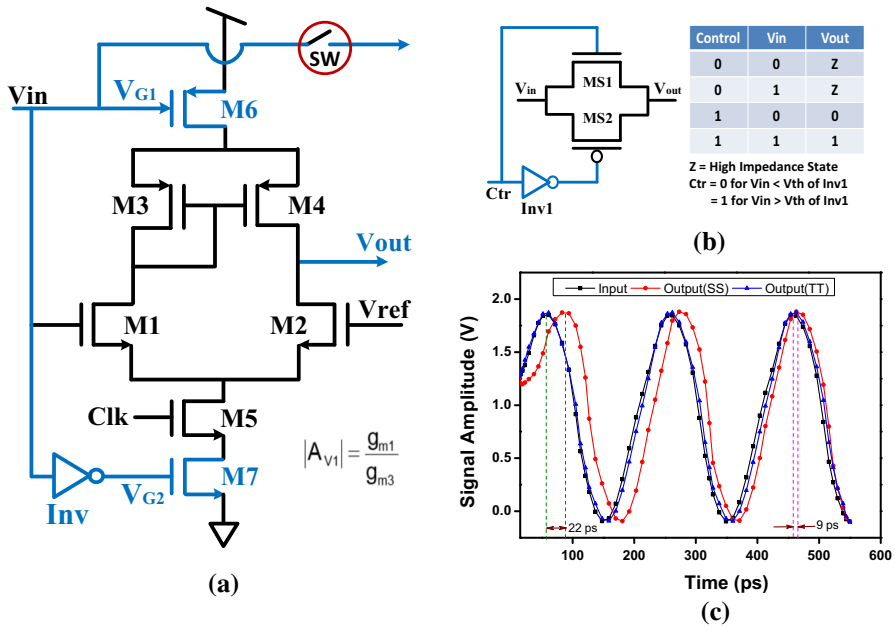 SW
Vin
VG1
M6
M3
M4
Vout
M1
M2
Vref
Clk
M5
Inv
VG2
M7
|AV1| = gm1 / gm3
(a)
MS1
Vin
Vout
MS2
Ctr
Inv1
Control Vin Vout
0 0 Z
0 1 Z
1 0 0
1 1 1
Z = High Impedance State
Ctr = 0 for Vin < Vth of Inv1
= 1 for Vin > Vth of Inv1
(b)
Input Output(SS) Output(TT)
Signal Amplitude (V)
2.0
1.5
1.0
0.5
0.0
22 ps
9 ps
100 200 300 400 500 600
Time (ps)
(c)